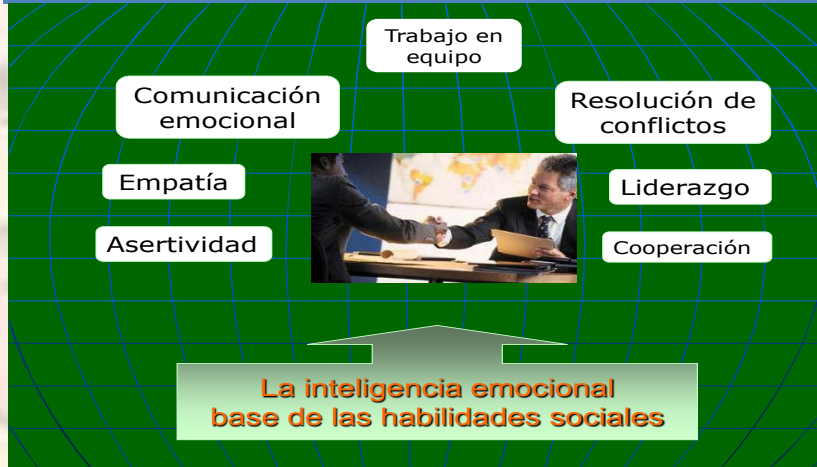 Trabajo en
equipo
Comunicación
emocional
Resolución de
conflictos
Empatía
Liderazgo
Asertividad
Cooperación
La inteligencia emocional
base de las habilidades sociales